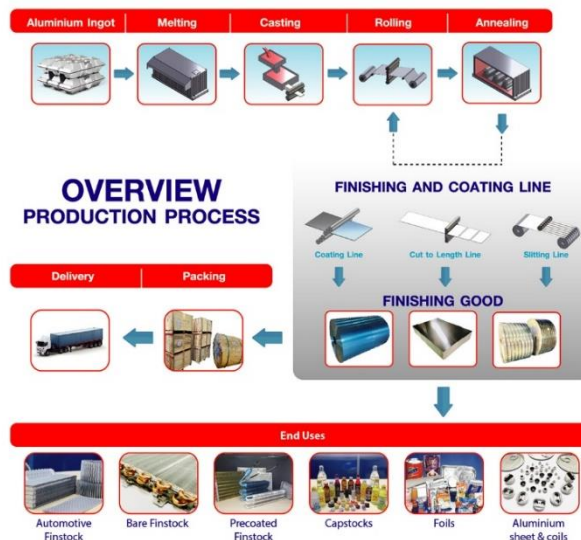 Aluminium Ingot
Melting
Casting
Rolling
Annealing
OVERVIEW
PRODUCTION PROCESS
FINISHING AND COATING LINE
Coating Line
Cut to Length Line
Slitting Line
Delivery
Packing
FINISHING GOOD
End Uses
Automotive
Finstock
Bare Finstock
Precoated
Finstock
Capstocks
Foils
Aluminium
sheet & coils